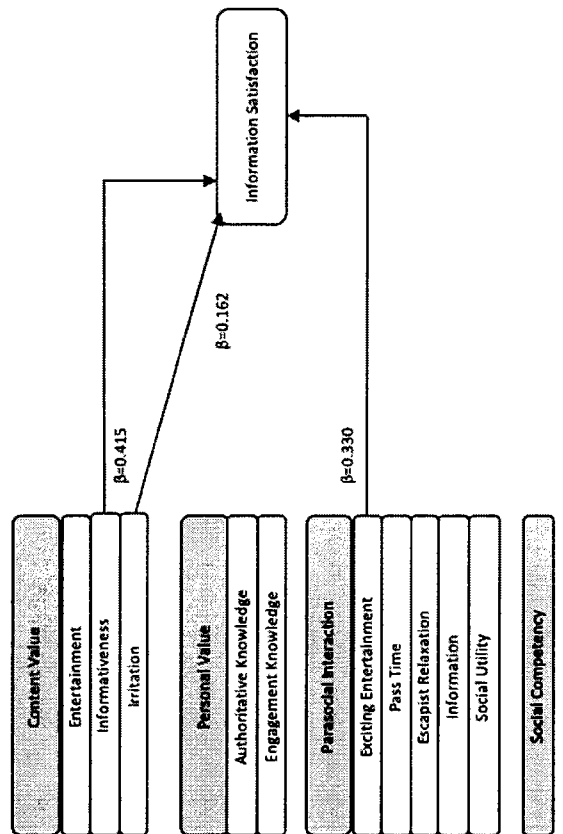 Content Value
Entertainment
Informativeness
Irritation
Personal Value
Authoritative Knowledge
Engagement Knowledge
Parasocial Interaction
Exciting Entertainment
Pass Time
Escapist Relaxation
Information
Social Utility
Social Competency
β=0.415
β=0.162
β=0.330
Information Satisfaction